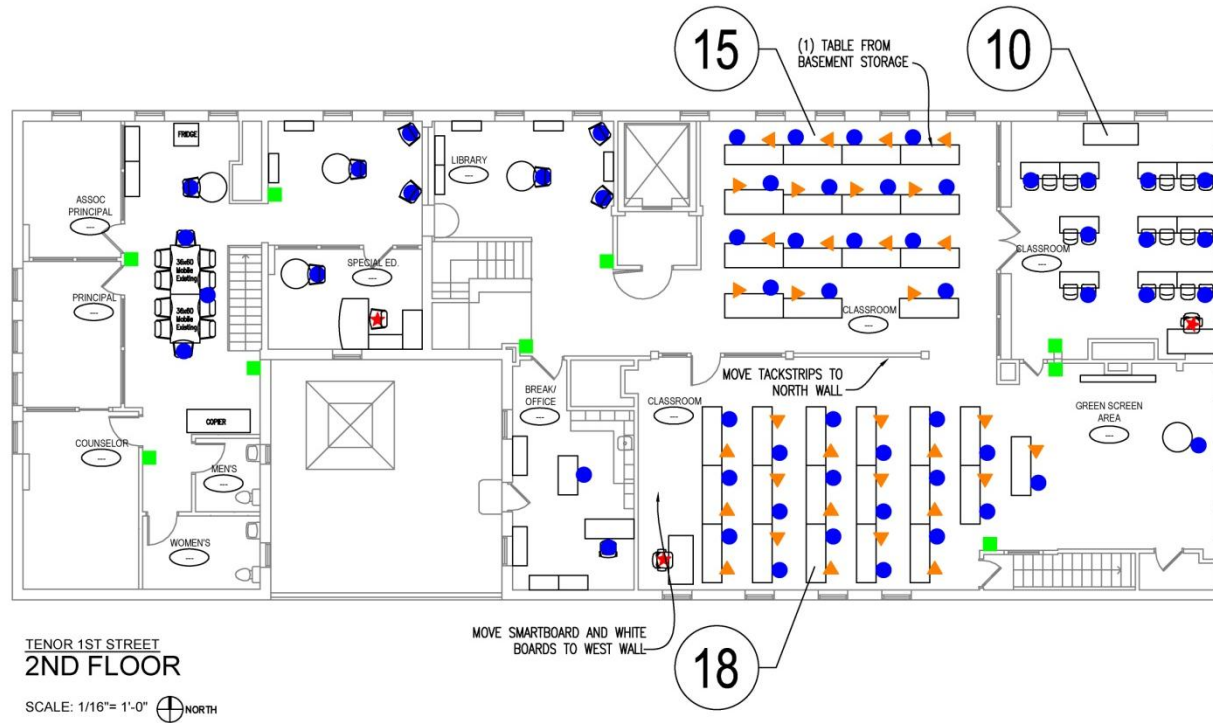 15
(1) TABLE FROM
BASEMENT STORAGE
10
FRIDGE
LIBRARY
---
ASSOC
PRINCIPAL
---
36x60
Mobile
Existing
36x60
Mobile
Existing
SPECIAL ED.
---
PRINCIPAL
---
CLASSROOM
---
CLASSROOM
---
MOVE TACKSTRIPS TO
NORTH WALL
BREAK/
OFFICE
---
CLASSROOM
---
GREEN SCREEN
AREA
---
COPIER
COUNSELOR
---
MEN'S
---
WOMEN'S
---
MOVE SMARTBOARD AND WHITE
BOARDS TO WEST WALL
18
TENOR 1ST STREET
2ND FLOOR
SCALE: 1/16"= 1'-0" NORTH